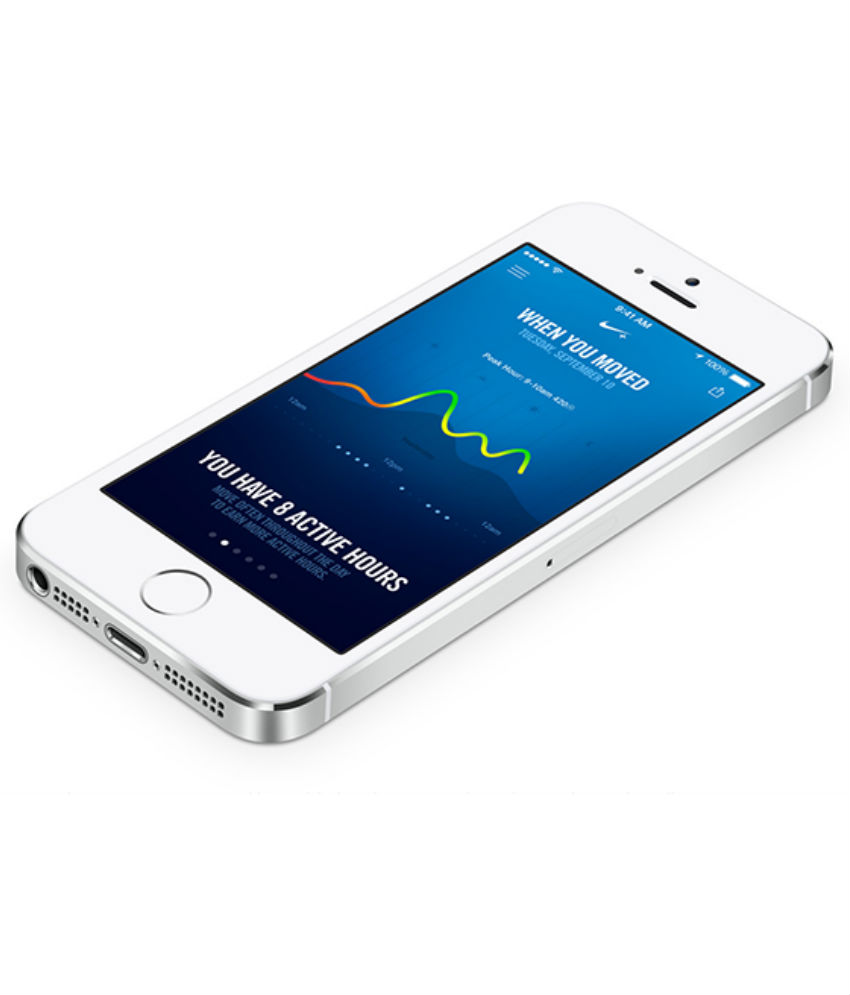 9:41 AM
100%
WHEN YOU MOVED
TUESDAY, SEPTEMBER 10
Peak Hour: 9-10am 420
12am
12pm
12am
YOU HAVE 8 ACTIVE HOURS
MOVE OFTEN THROUGHOUT THE DAY
TO EARN MORE ACTIVE HOURS.